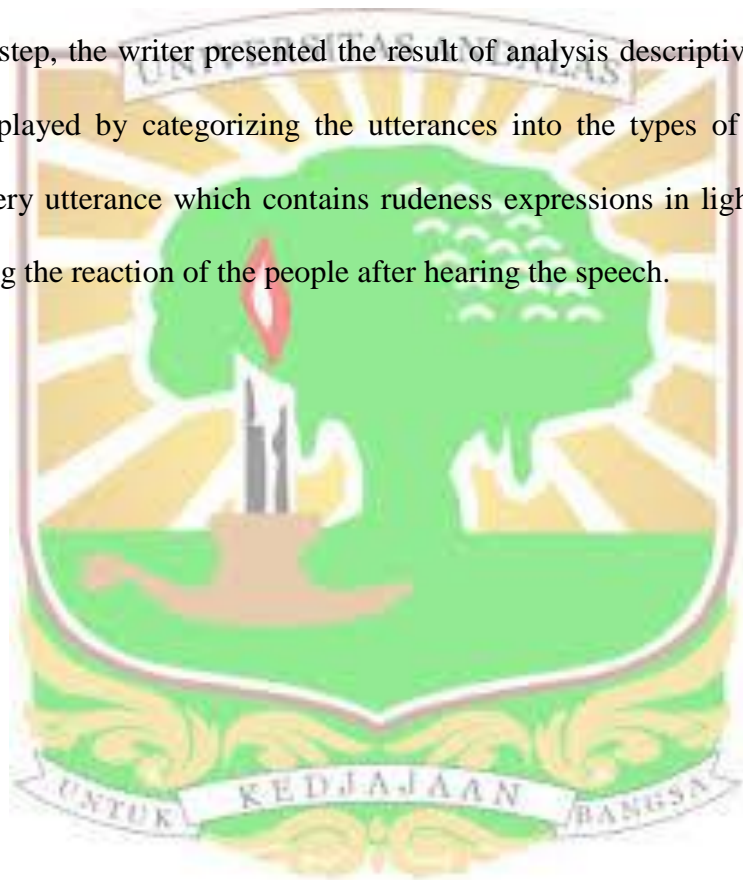 step, the writer presented the result of analysis descriptiv
UNIVERSITAS ANDALAS
played by categorizing the utterances into the types of
ery utterance which contains rudeness expressions in ligh
g the reaction of the people after hearing the speech.
UNTUK KEDJAJAAN BANGSA